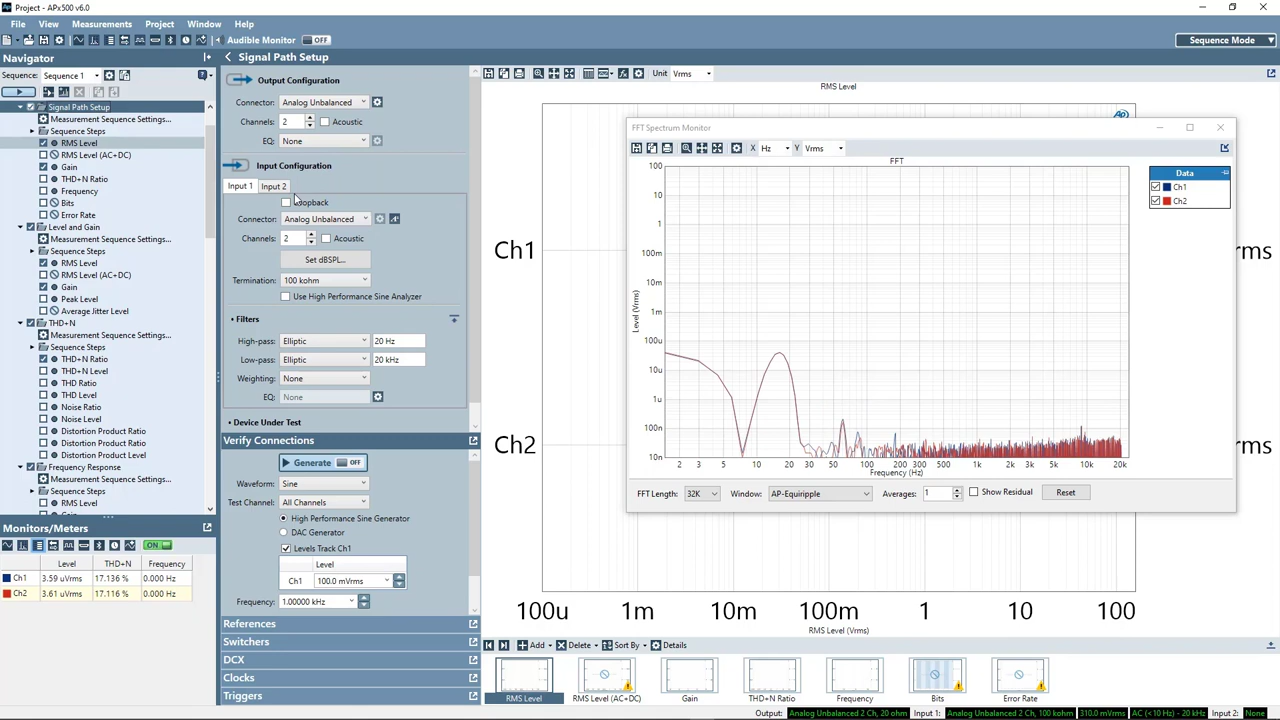 Project - APx500 v6.0
File View Measurements Project Window Help
Audible Monitor OFF
Sequence Mode
Navigator
Sequence: Sequence 1
Signal Path Setup
Measurement Sequence Settings...
Sequence Steps
RMS Level
RMS Level (AC+DC)
Gain
THD+N Ratio
Frequency
Bits
Error Rate
Level and Gain
Measurement Sequence Settings...
Sequence Steps
RMS Level
RMS Level (AC+DC)
Gain
Peak Level
Average Jitter Level
THD+N
Measurement Sequence Settings...
Sequence Steps
THD+N Ratio
THD+N Level
THD Ratio
THD Level
Noise Ratio
Noise Level
Distortion Product Ratio
Distortion Product Level
Frequency Response
Measurement Sequence Settings...
Sequence Steps
RMS Level
Gain
Monitors/Meters
ON
Level THD+N Frequency
Ch1 3.59 uVrms 17.136 % 0.000 Hz
Ch2 3.61 uVrms 17.116 % 0.000 Hz
Signal Path Setup
Output Configuration
Connector: Analog Unbalanced
Channels: 2 Acoustic
EQ: None
Input Configuration
Input 1 Input 2
Loopback
Connector: Analog Unbalanced
Channels: 2 Acoustic
Set dBSPL...
Termination: 100 kohm
Use High Performance Sine Analyzer
• Filters
High-pass: Elliptic 20 Hz
Low-pass: Elliptic 20 kHz
Weighting: None
EQ: None
• Device Under Test
Verify Connections
Generate OFF
Waveform: Sine
Test Channel: All Channels
High Performance Sine Generator
DAC Generator
Levels Track Ch1
Level
Ch1 100.0 mVrms
Frequency: 1.00000 kHz
References
Switchers
DCX
Clocks
Triggers
Unit Vrms
RMS Level
Ch1
Ch2
rms
rms
100u 1m 10m 100m 1 10 100
RMS Level (Vrms)
FFT Spectrum Monitor
X Hz Y Vrms
FFT
100
10
1
100m
10m
1m
100u
10u
1u
100n
10n
Level (Vrms)
2 3 5 10 20 30 50 100 200 300 500 1k 2k 3k 5k 10k 20k
Frequency (Hz)
Data
Ch1
Ch2
FFT Length: 32K Window: AP-Equiripple Averages: 1 Show Residual Reset
Add Delete Sort By Details
RMS Level
RMS Level (AC+DC)
Gain
THD+N Ratio
Frequency
Bits
Error Rate
Output: Analog Unbalanced 2 Ch, 20 ohm Input 1: Analog Unbalanced 2 Ch, 100 kohm 310.0 mVrms AC (<10 Hz) - 20 kHz Input 2: None